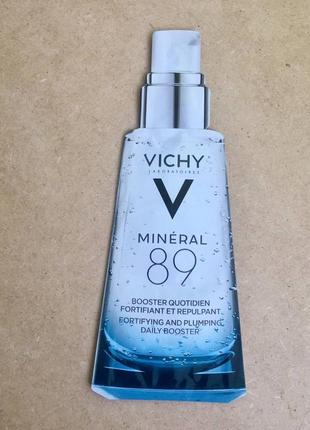 VICHY
LABORATOIRES
V
MINÉRAL
89
BOOSTER QUOTIDIEN
FORTIFIANT ET REPULPANT
FORTIFYING AND PLUMPING
DAILY BOOSTER